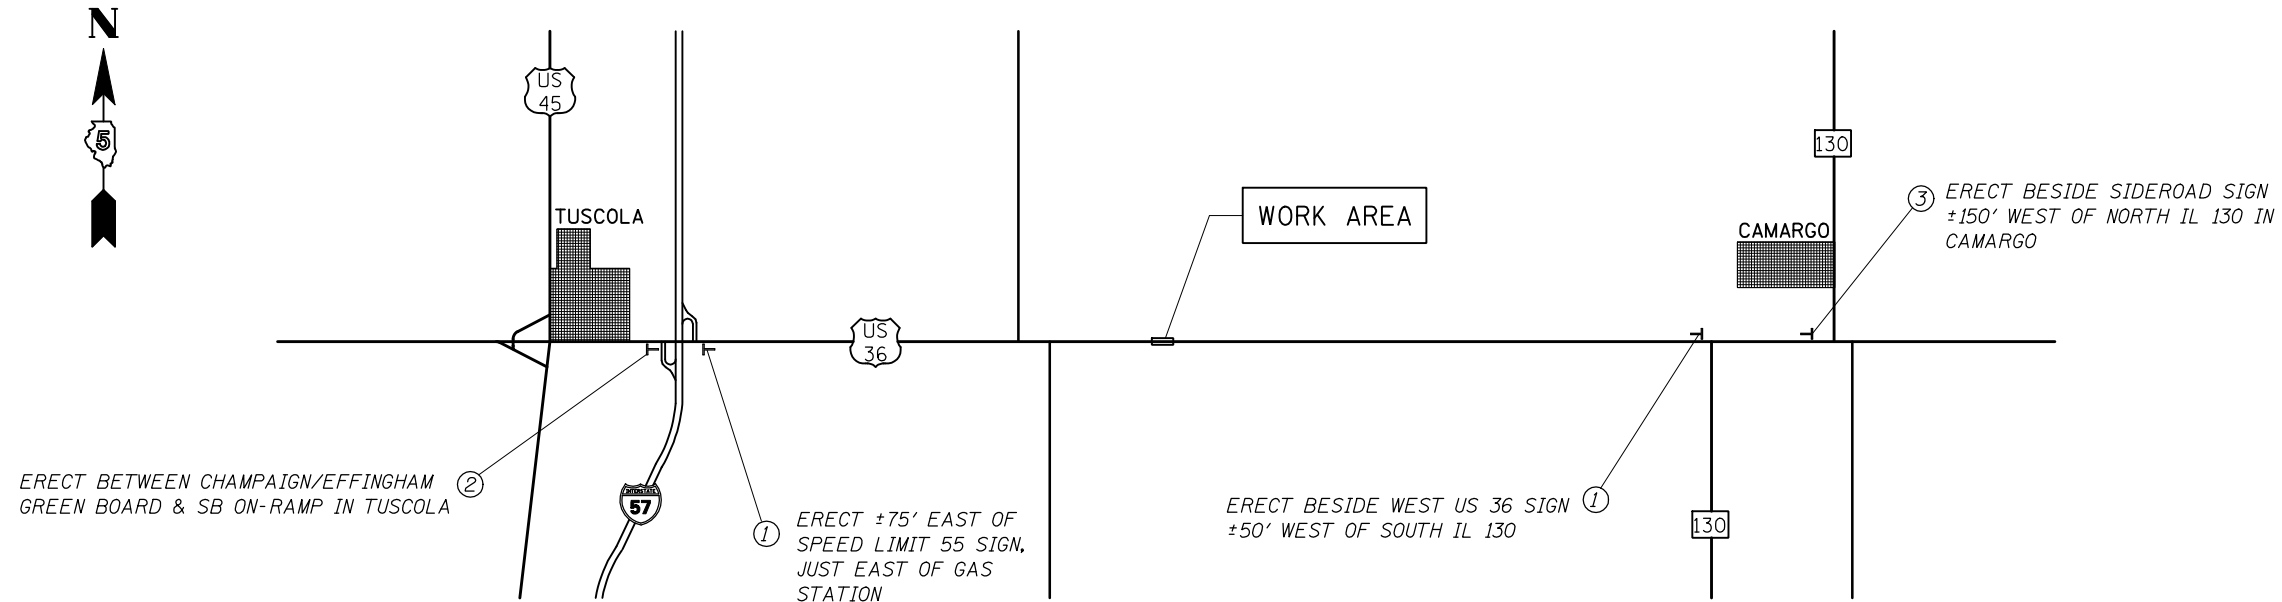 N
5
US
45
TUSCOLA
WORK AREA
130
3
ERECT BESIDE SIDEROAD SIGN
±150' WEST OF NORTH IL 130 IN
CAMARGO
CAMARGO
US
36
ERECT BETWEEN CHAMPAIGN/EFFINGHAM
GREEN BOARD & SB ON-RAMP IN TUSCOLA
2
INTERSTATE
57
1
ERECT ±75' EAST OF
SPEED LIMIT 55 SIGN,
JUST EAST OF GAS
STATION
ERECT BESIDE WEST US 36 SIGN
±50' WEST OF SOUTH IL 130
1
130